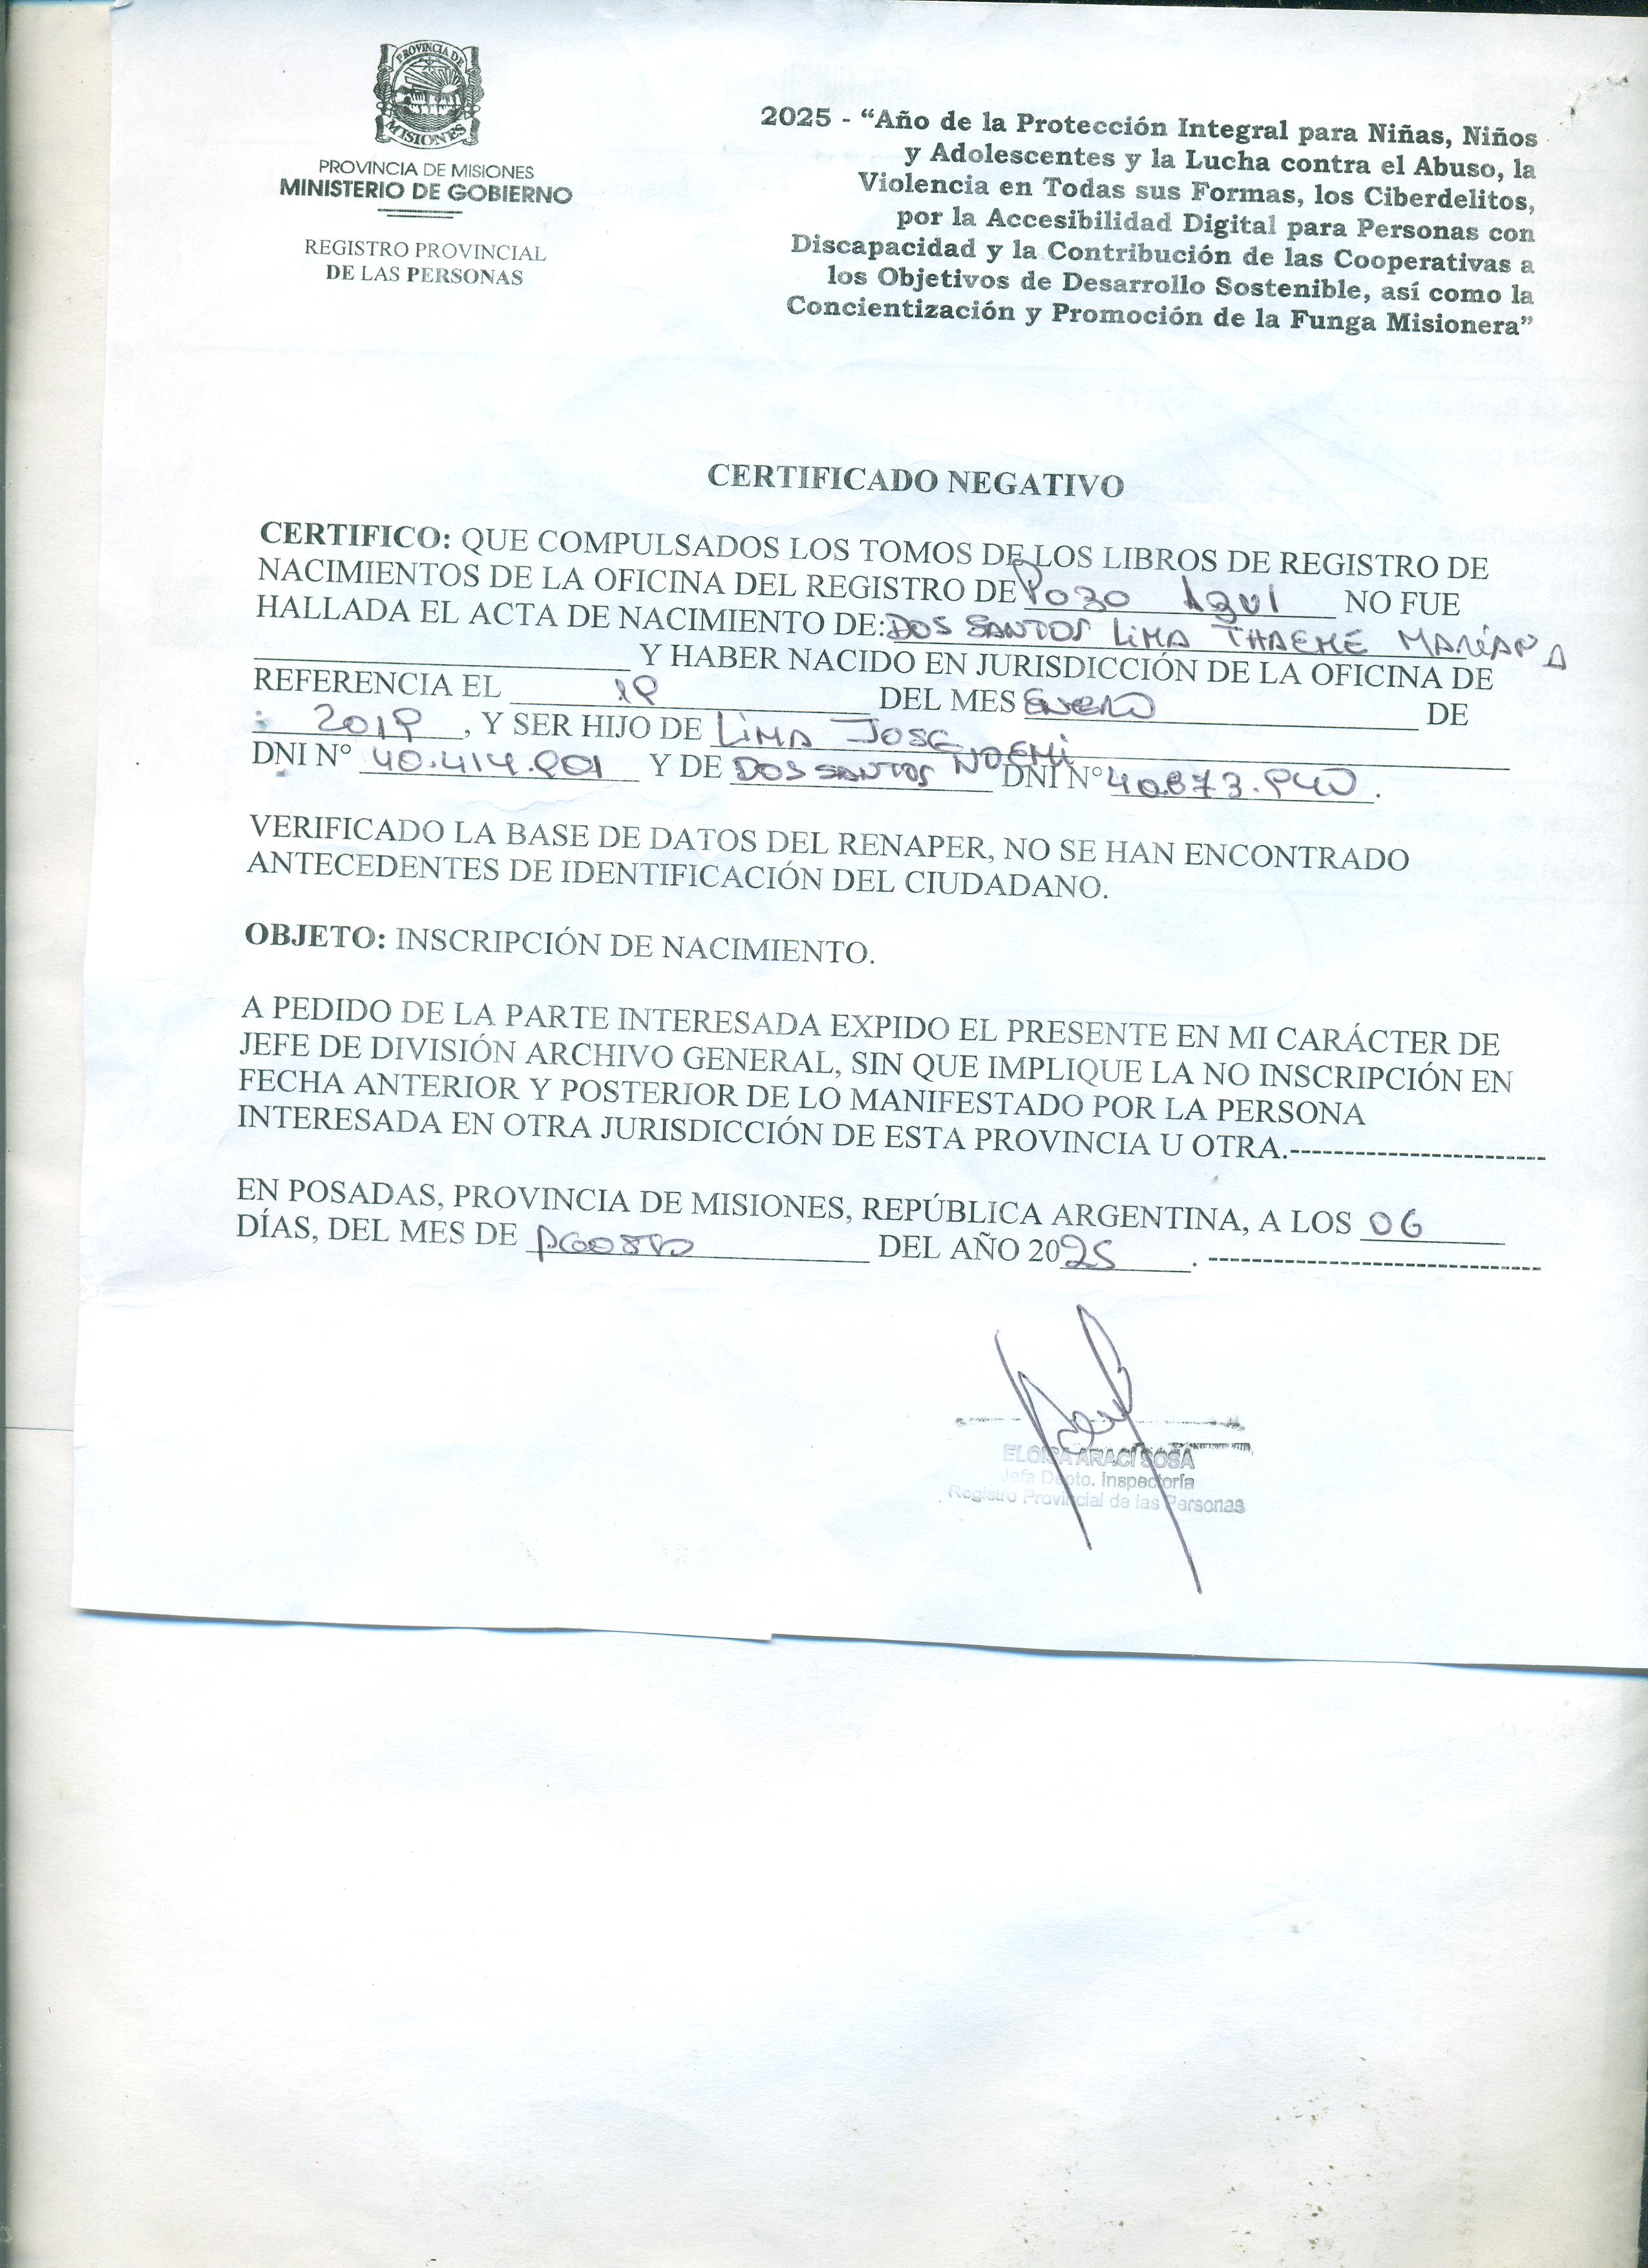 PROVINCIA DE
MISIONES
PROVINCIA DE MISIONES
MINISTERIO DE GOBIERNO
REGISTRO PROVINCIAL
DE LAS PERSONAS
2025 - “Año de la Protección Integral para Niñas, Niños
y Adolescentes y la Lucha contra el Abuso, la
Violencia en Todas sus Formas, los Ciberdelitos,
por la Accesibilidad Digital para Personas con
Discapacidad y la Contribución de las Cooperativas a
los Objetivos de Desarrollo Sostenible, así como la
Concientización y Promoción de la Funga Misionera”
CERTIFICADO NEGATIVO
CERTIFICO: QUE COMPULSADOS LOS TOMOS DE LOS LIBROS DE REGISTRO DE
NACIMIENTOS DE LA OFICINA DEL REGISTRO DE Pozo Azul NO FUE
HALLADA EL ACTA DE NACIMIENTO DE: DOS SANTOS LIMA THAEME MARIANA
Y HABER NACIDO EN JURISDICCIÓN DE LA OFICINA DE
REFERENCIA EL 19 DEL MES ENERO DE
2019, Y SER HIJO DE LIMA JOSE
DNI N° 40.414.901 Y DE DOS SANTOS NOEMI DNI N° 40.873.940.
VERIFICADO LA BASE DE DATOS DEL RENAPER, NO SE HAN ENCONTRADO
ANTECEDENTES DE IDENTIFICACIÓN DEL CIUDADANO.
OBJETO: INSCRIPCIÓN DE NACIMIENTO.
A PEDIDO DE LA PARTE INTERESADA EXPIDO EL PRESENTE EN MI CARÁCTER DE
JEFE DE DIVISIÓN ARCHIVO GENERAL, SIN QUE IMPLIQUE LA NO INSCRIPCIÓN EN
FECHA ANTERIOR Y POSTERIOR DE LO MANIFESTADO POR LA PERSONA
INTERESADA EN OTRA JURISDICCIÓN DE ESTA PROVINCIA U OTRA.-----------------------
EN POSADAS, PROVINCIA DE MISIONES, REPÚBLICA ARGENTINA, A LOS 06
DÍAS, DEL MES DE AGOSTO DEL AÑO 2025. ------------------------------
ELOISA ARACÍ SOSA
Jefa Dpto. Inspectoría
Registro Provincial de las Personas